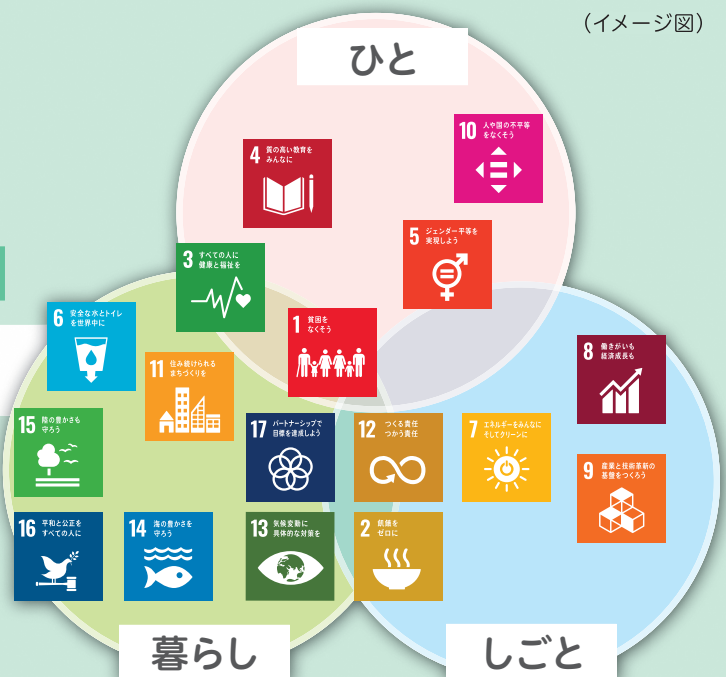 （イメージ図）
ひと
10 人や国の不平等
をなくそう
4 質の高い教育を
みんなに
5 ジェンダー平等を
実現しよう
3 すべての人に
健康と福祉を
6 安全な水とトイレ
を世界中に
1 貧困を
なくそう
8 働きがいも
経済成長も
11 住み続けられる
まちづくりを
15 陸の豊かさも
守ろう
17 パートナーシップで
目標を達成しよう
12 つくる責任
つかう責任
7 エネルギーをみんなに
そしてクリーンに
9 産業と技術革新の
基盤をつくろう
16 平和と公正を
すべての人に
14 海の豊かさを
守ろう
13 気候変動に
具体的な対策を
2 飢餓を
ゼロに
暮らし
しごと